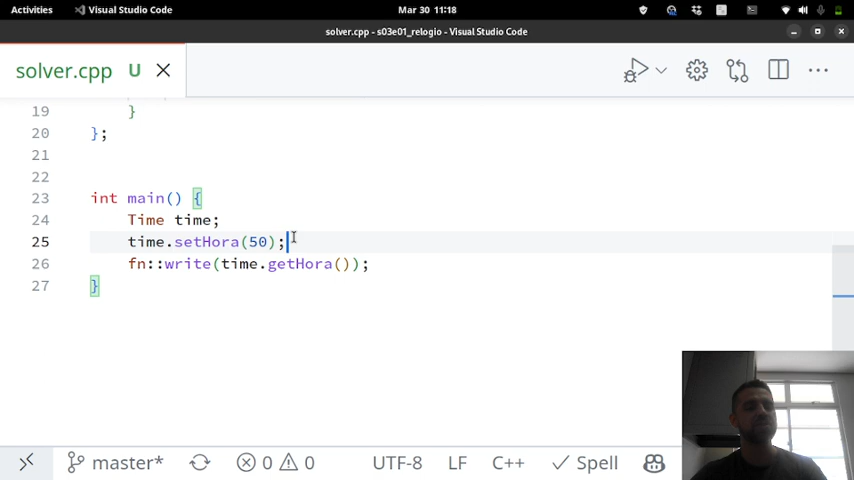 Activities Visual Studio Code Mar 30 11:18
solver.cpp - s03e01_relogio - Visual Studio Code
solver.cpp U
19 }
20 };
21
22
23 int main() {
24 Time time;
25 time.setHora(50);
26 fn::write(time.getHora());
27 }
master* 0 0 UTF-8 LF C++ Spell